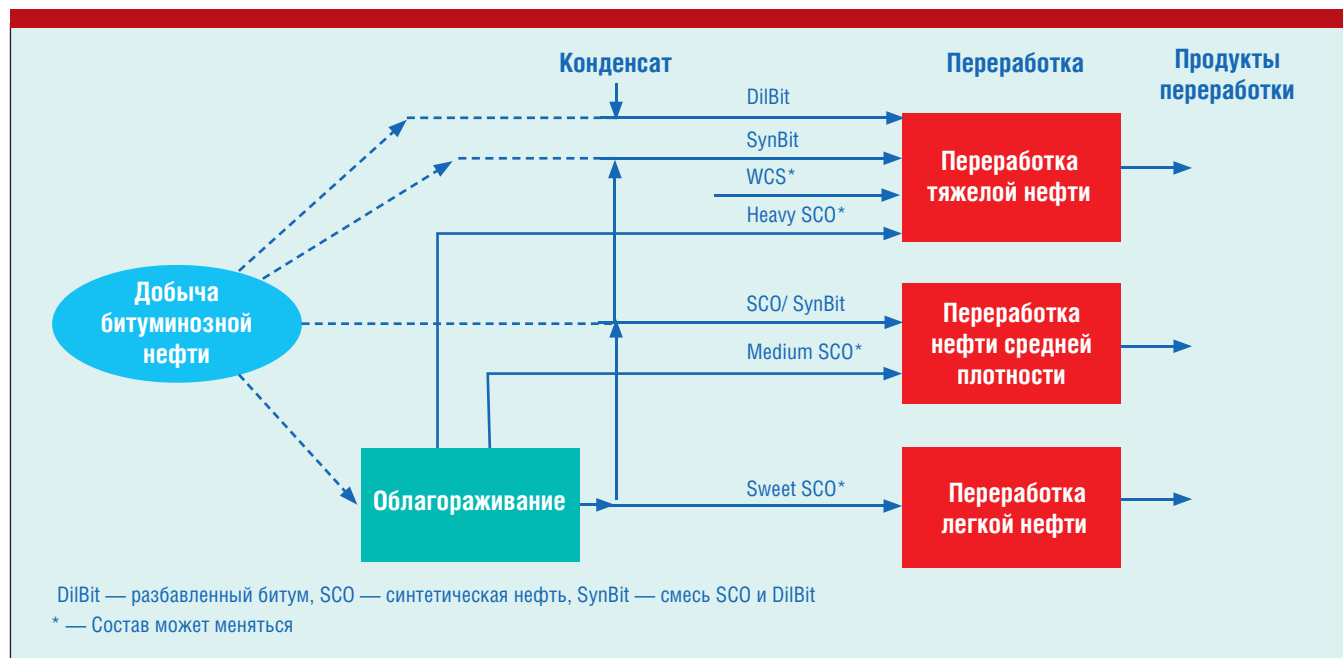 Конденсат
Переработка
Продукты
переработки
DilBit
SynBit
WCS*
Heavy SCO*
Переработка
тяжелой нефти
Добыча
битуминозной
нефти
SCO/ SynBit
Medium SCO*
Переработка
нефти средней
плотности
Облагораживание
Sweet SCO*
Переработка
легкой нефти
DilBit — разбавленный битум, SCO — синтетическая нефть, SynBit — смесь SCO и DilBit
* — Состав может меняться